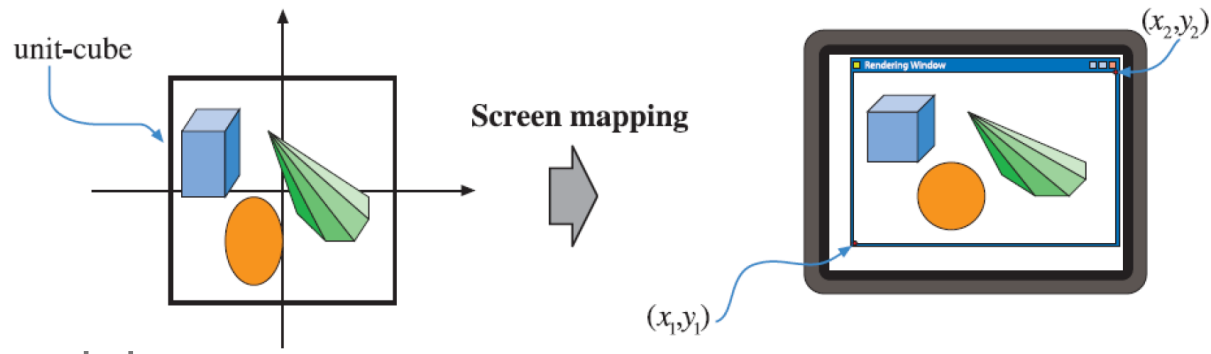 unit-cube
Screen mapping
(x₂,y₂)
Rendering Window
(x₁,y₁)